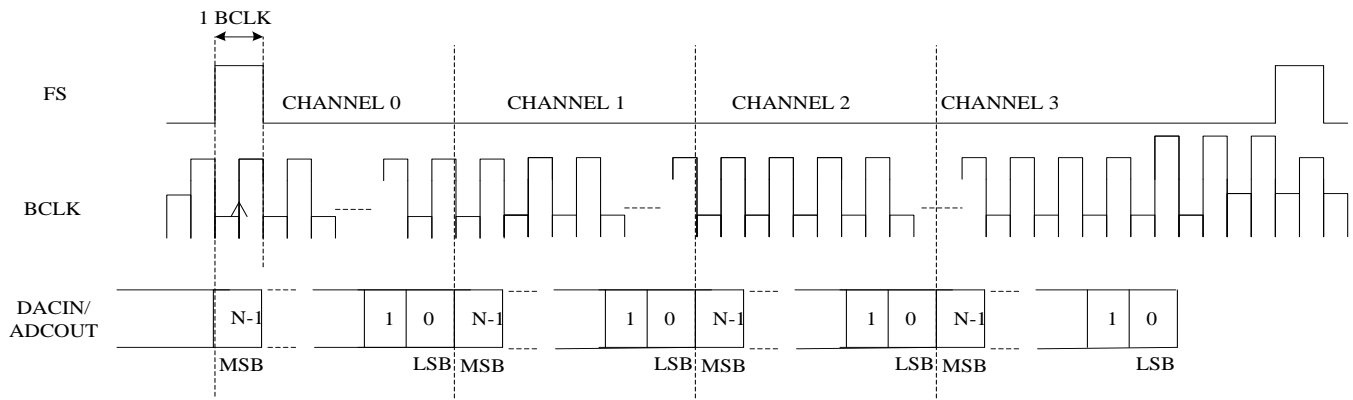 1 BCLK
FS
CHANNEL 0
CHANNEL 1
CHANNEL 2
CHANNEL 3
BCLK
DACIN/
ADCOUT
N-1 1 0 N-1 1 0 N-1 1 0 N-1 1 0
MSB LSB MSB LSB MSB LSB MSB LSB